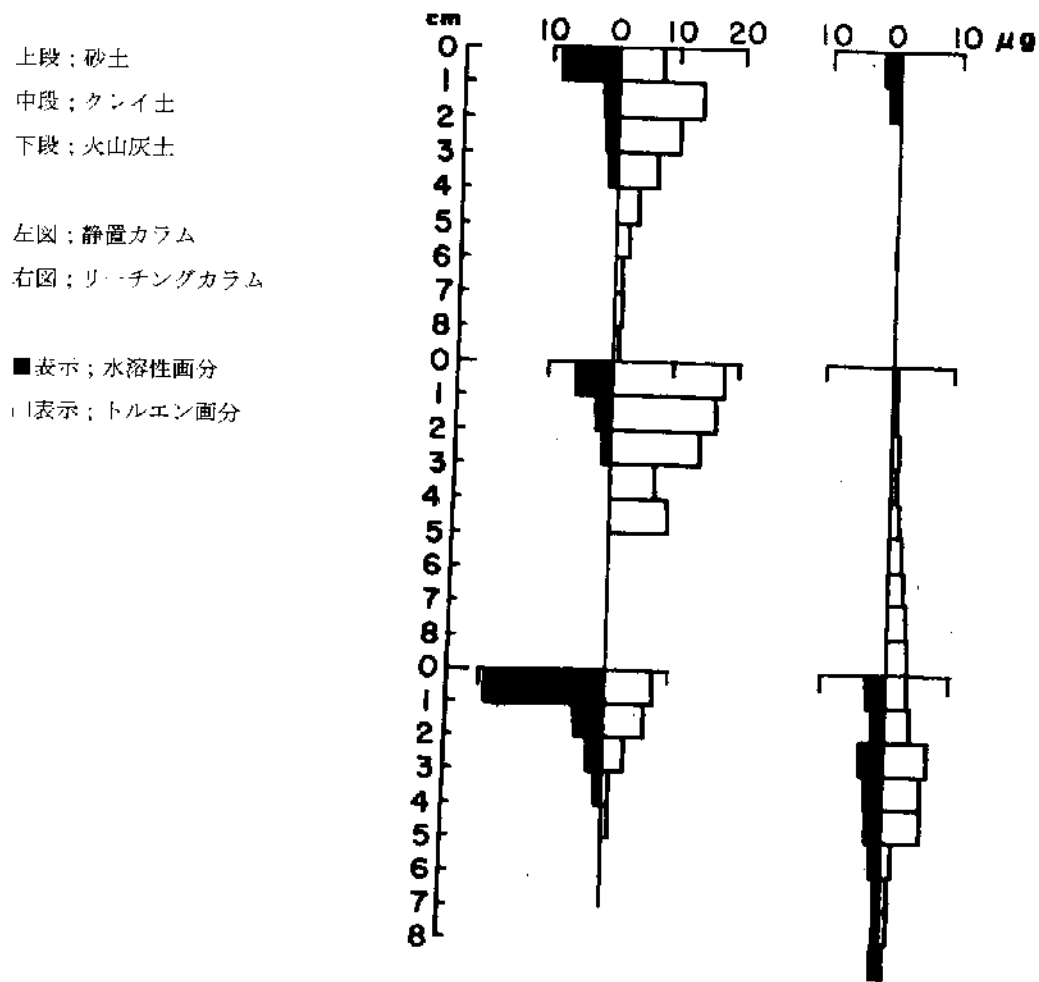 上段；砂土
中段；クンイ土
下段；火山灰土
左図；静置カラム
右図；リーチングカラム
■表示；水溶性画分
□表示；トルエン画分
cm
10 0 10 20
10 0 10 μg
0
1
2
3
4
5
6
7
8
0
1
2
3
4
5
6
7
8
0
1
2
3
4
5
6
7
8